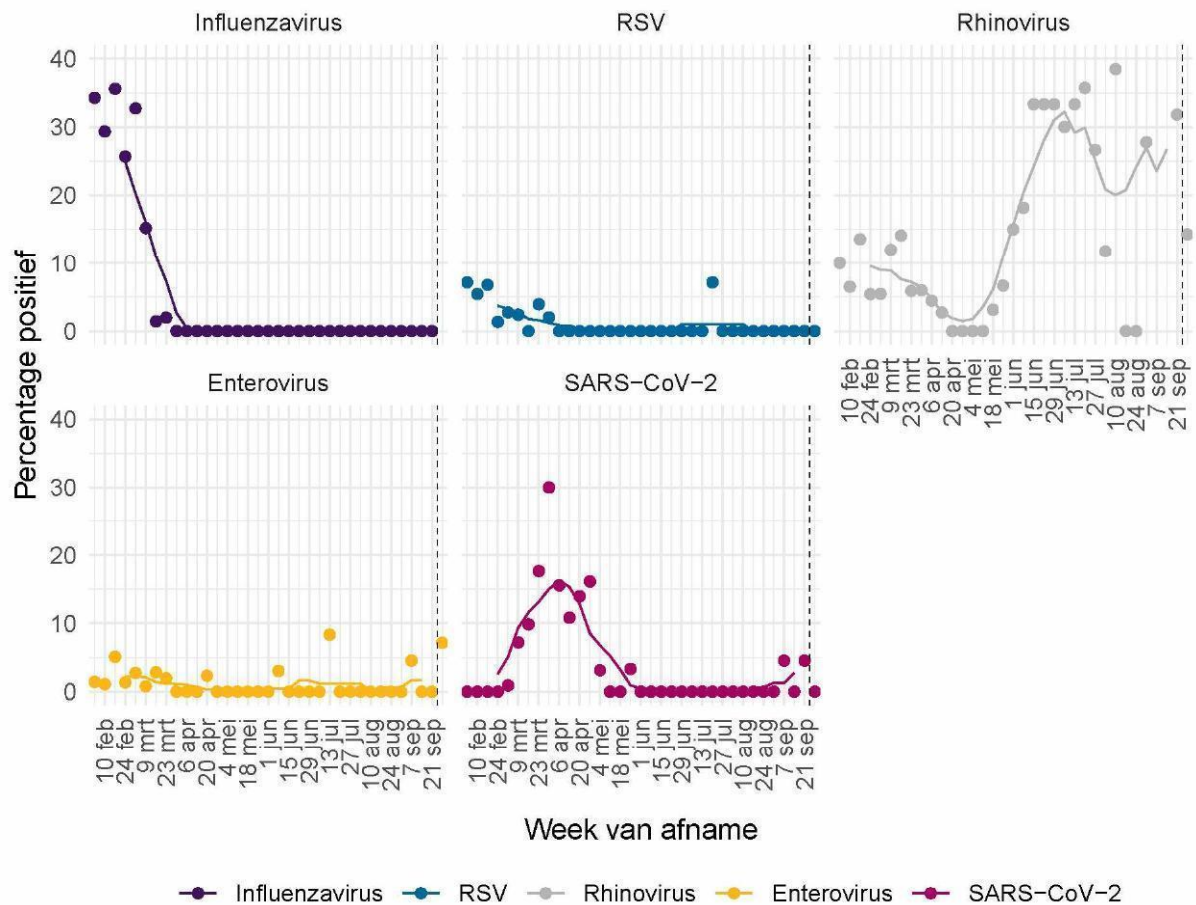 Influenzavirus
RSV
Rhinovirus
40
30
20
10
0
10 feb
24 feb
9 mrt
23 mrt
6 apr
20 apr
4 mei
18 mei
1 jun
15 jun
29 jun
13 jul
27 jul
10 aug
24 aug
7 sep
21 sep
Enterovirus
SARS-CoV-2
40
30
20
10
0
10 feb
24 feb
9 mrt
23 mrt
6 apr
20 apr
4 mei
18 mei
1 jun
15 jun
29 jun
13 jul
27 jul
10 aug
24 aug
7 sep
21 sep
10 feb
24 feb
9 mrt
23 mrt
6 apr
20 apr
4 mei
18 mei
1 jun
15 jun
29 jun
13 jul
27 jul
10 aug
24 aug
7 sep
21 sep
Percentage positief
Week van afname
Influenzavirus
RSV
Rhinovirus
Enterovirus
SARS-CoV-2